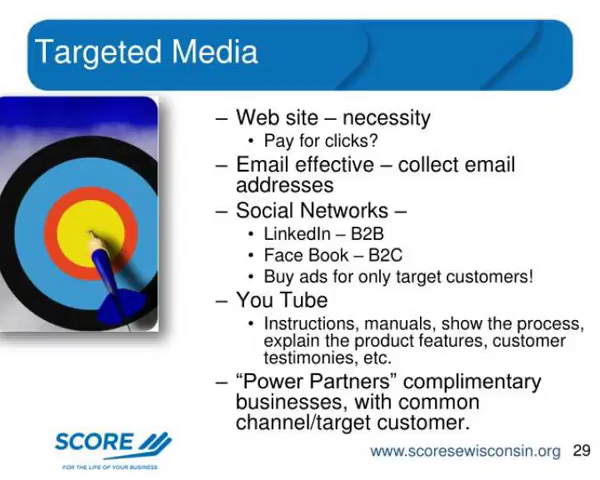 Targeted Media
– Web site – necessity
• Pay for clicks?
– Email effective – collect email
addresses
– Social Networks –
• LinkedIn – B2B
• Face Book – B2C
• Buy ads for only target customers!
– You Tube
• Instructions, manuals, show the process,
explain the product features, customer
testimonies, etc.
– “Power Partners” complimentary
businesses, with common
channel/target customer.
SCORE
FOR THE LIFE OF YOUR BUSINESS
www.scoresewisconsin.org 29